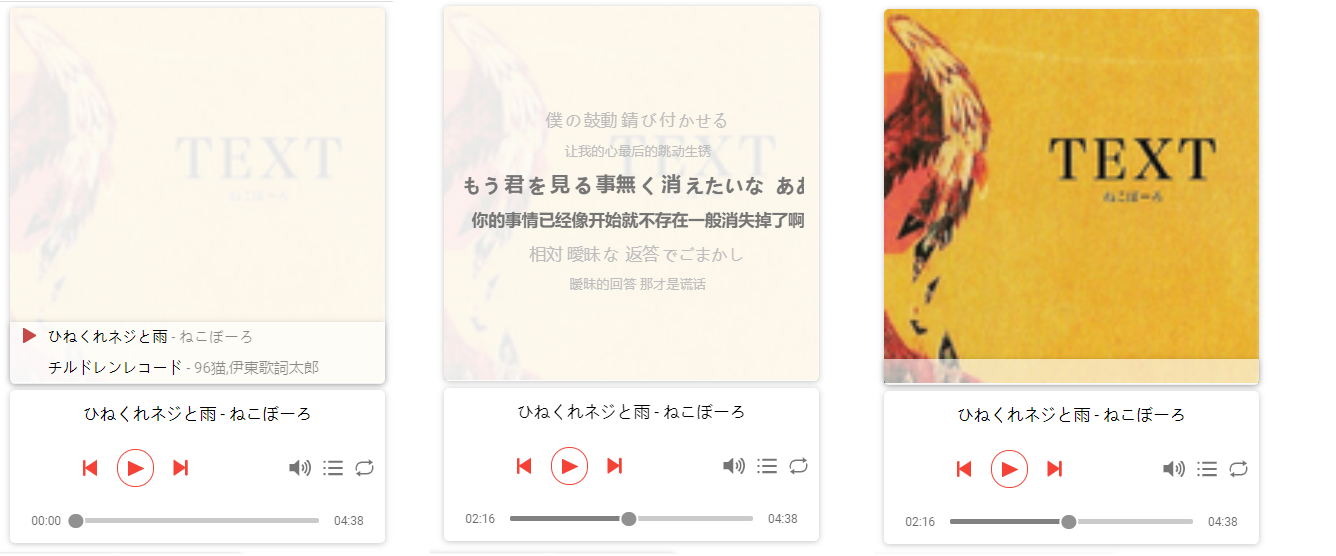 TEXT
ねこぼーろ
ひねくれネジと雨 - ねこぼーろ
チルドレンレコード - 96猫,伊東歌詞太郎
ひねくれネジと雨 - ねこぼーろ
00:00
04:38
TEXT
僕の鼓動 錆び付かせる
让我的心最后的跳动生锈
もう君を見る事無く消えたいな ああ
你的事情已经像开始就不存在一般消失掉了啊
相対 曖昧な 返答でごまかし
暧昧的回答 那才是谎话
ひねくれネジと雨 - ねこぼーろ
02:16
04:38
TEXT
ねこぼーろ
ひねくれネジと雨 - ねこぼーろ
02:16
04:38